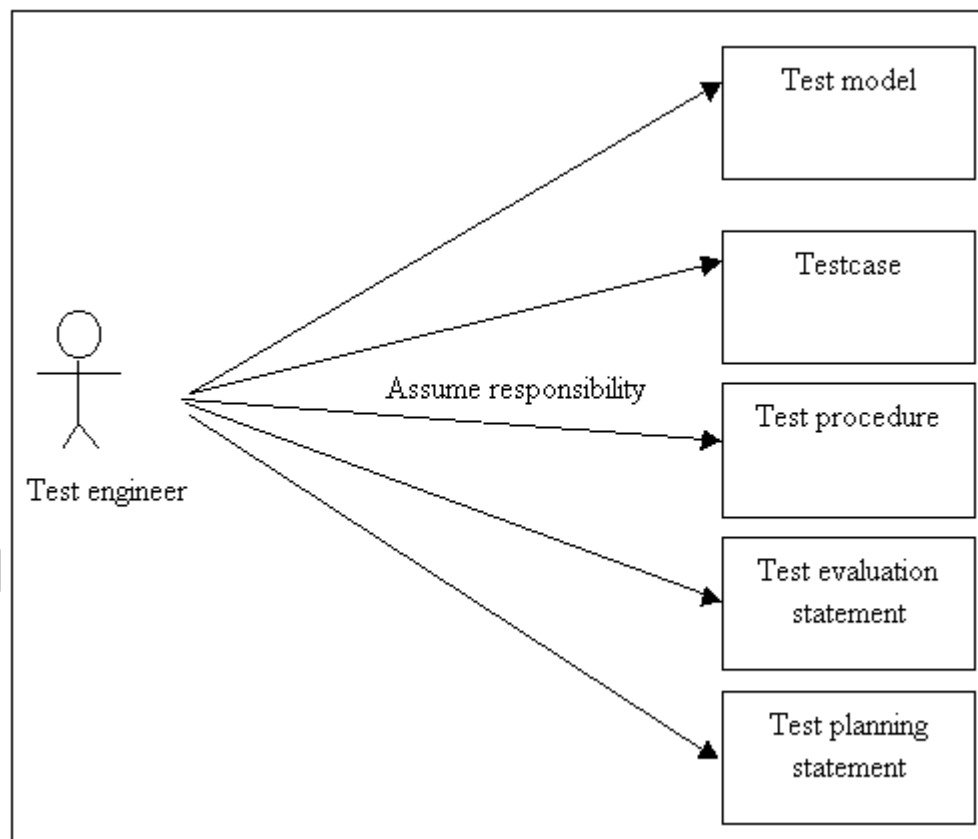 Test model
Testcase
Assume responsibility
Test procedure
Test engineer
Test evaluation
statement
Test planning
statement